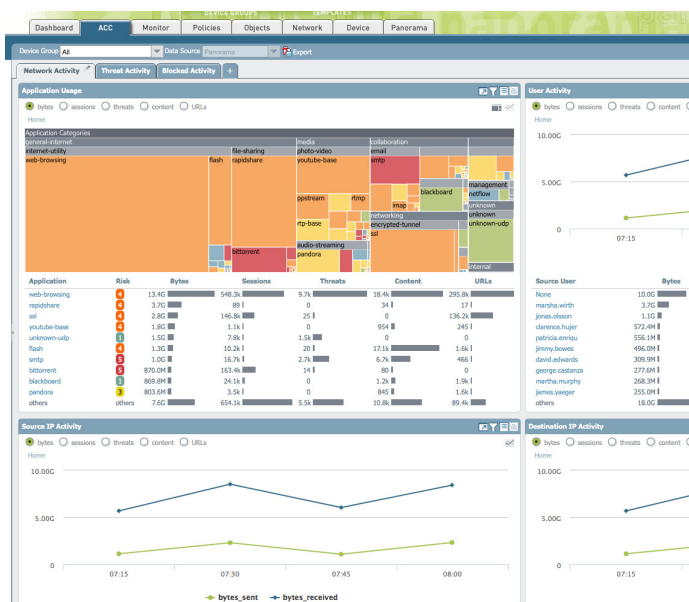 DEVICE GROUPS TEMPLATES
Dashboard ACC Monitor Policies Objects Network Device Panorama
Device Group All Data Source Panorama Export
Network Activity Threat Activity Blocked Activity +
Application Usage
bytes sessions threats content URLs
Home
Application Categories
general-internet media collaboration
internet-utility file-sharing photo-video email
web-browsing flash rapidshare youtube-base smtp
management
blackboard netflow
ppstream rtmp
imap unknown
networking unknown
rtp-base encrypted-tunnel unknown-udp
ssl
audio-streaming
bittorrent pandora
internal
Application Risk Bytes Sessions Threats Content URLs
web-browsing 4 13.4G 548.3k 9.7k 18.4k 295.8k
rapidshare 4 3.7G 89 0 34 17
ssl 4 2.8G 146.8k 25 0 136.2k
youtube-base 4 1.8G 1.1k 0 954 245
unknown-udp 1 1.5G 7.8k 1.5k 0 0
flash 4 1.3G 10.2k 20 17.1k 1.6k
smtp 5 1.0G 16.7k 2.7k 6.7k 466
bittorrent 5 870.0M 163.4k 14 80 0
blackboard 1 869.8M 24.1k 0 1.2k 1.9k
pandora 3 803.6M 3.5k 0 845 1.6k
others others 7.6G 654.1k 5.5k 10.8k 89.4k
User Activity
bytes sessions threats content
Home
10.00G
5.00G
0
07:15
Source User Bytes
None 10.0G
marsha.wirth 3.7G
jonas.olsson 1.1G
clarence.hujer 572.4M
patricia.enriqu 556.1M
jimmy.bowes 496.0M
david.edwards 309.9M
george.castanza 277.6M
martha.murphy 268.3M
james.yaeger 255.0M
others 18.0G
Source IP Activity
bytes sessions threats content URLs
Home
10.00G
5.00G
0
07:15 07:30 07:45 08:00
bytes_sent bytes_received
Destination IP Activity
bytes sessions threats content
Home
10.00G
5.00G
0
07:15